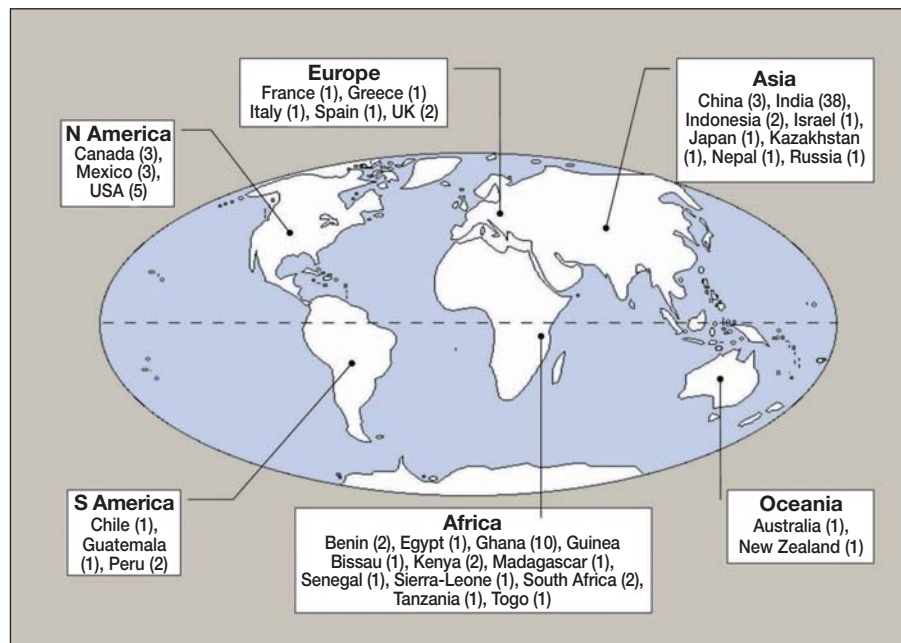 Europe
France (1), Greece (1)
Italy (1), Spain (1), UK (2)
Asia
China (3), India (38),
Indonesia (2), Israel (1),
Japan (1), Kazakhstan
(1), Nepal (1), Russia (1)
N America
Canada (3),
Mexico (3),
USA (5)
S America
Chile (1),
Guatemala
(1), Peru (2)
Africa
Benin (2), Egypt (1), Ghana (10), Guinea
Bissau (1), Kenya (2), Madagascar (1),
Senegal (1), Sierra-Leone (1), South Africa (2),
Tanzania (1), Togo (1)
Oceania
Australia (1),
New Zealand (1)